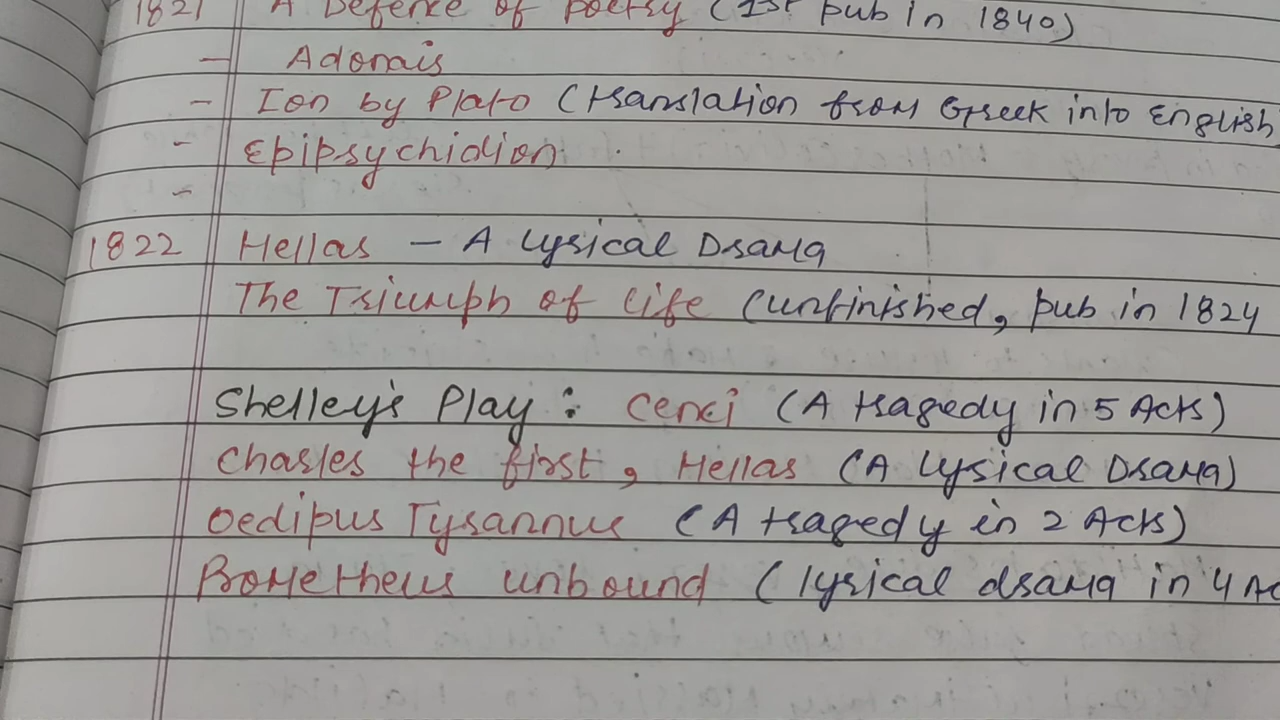 1821 A Defence of Poetry (1st pub in 1840)
— Adonais
— Ion by Plato (translation from Greek into English)
— Epipsychidion.
—
1822 Hellas — A Lyrical Drama
The Triumph of Life (unfinished, pub in 1824
Shelley's Play : Cenci (A tragedy in 5 Acts)
Charles the first, Hellas (A Lyrical Drama)
Oedipus Tyrannus (A tragedy in 2 Acts)
Prometheus unbound (lyrical drama in 4 Ac